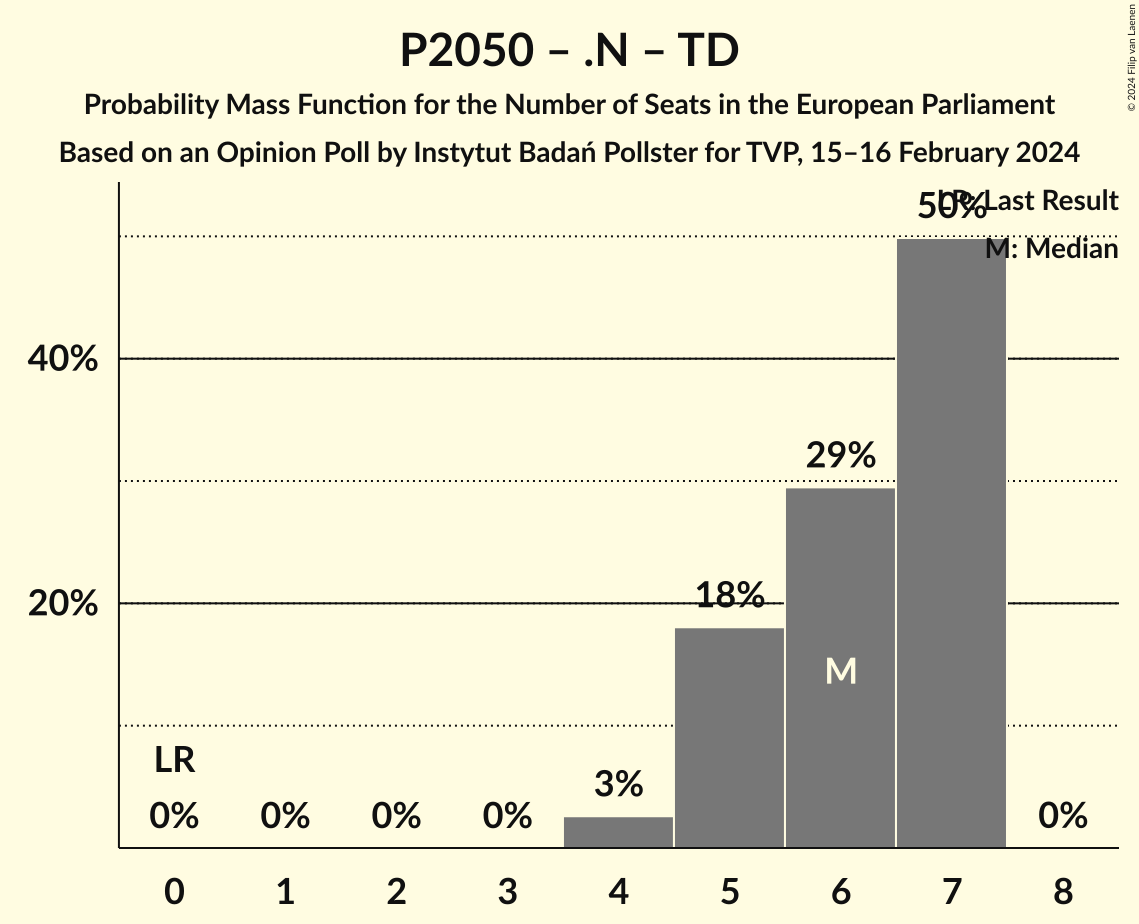 P2050 – .N – TD
Probability Mass Function for the Number of Seats in the European Parliament
Based on an Opinion Poll by Instytut Badań Pollster for TVP, 15–16 February 2024
© 2024 Filip van Laenen
LR: Last Result
M: Median
50%
40%
29%
20%
18%
M
LR
3%
0% 0% 0% 0% 0%
0 1 2 3 4 5 6 7 8